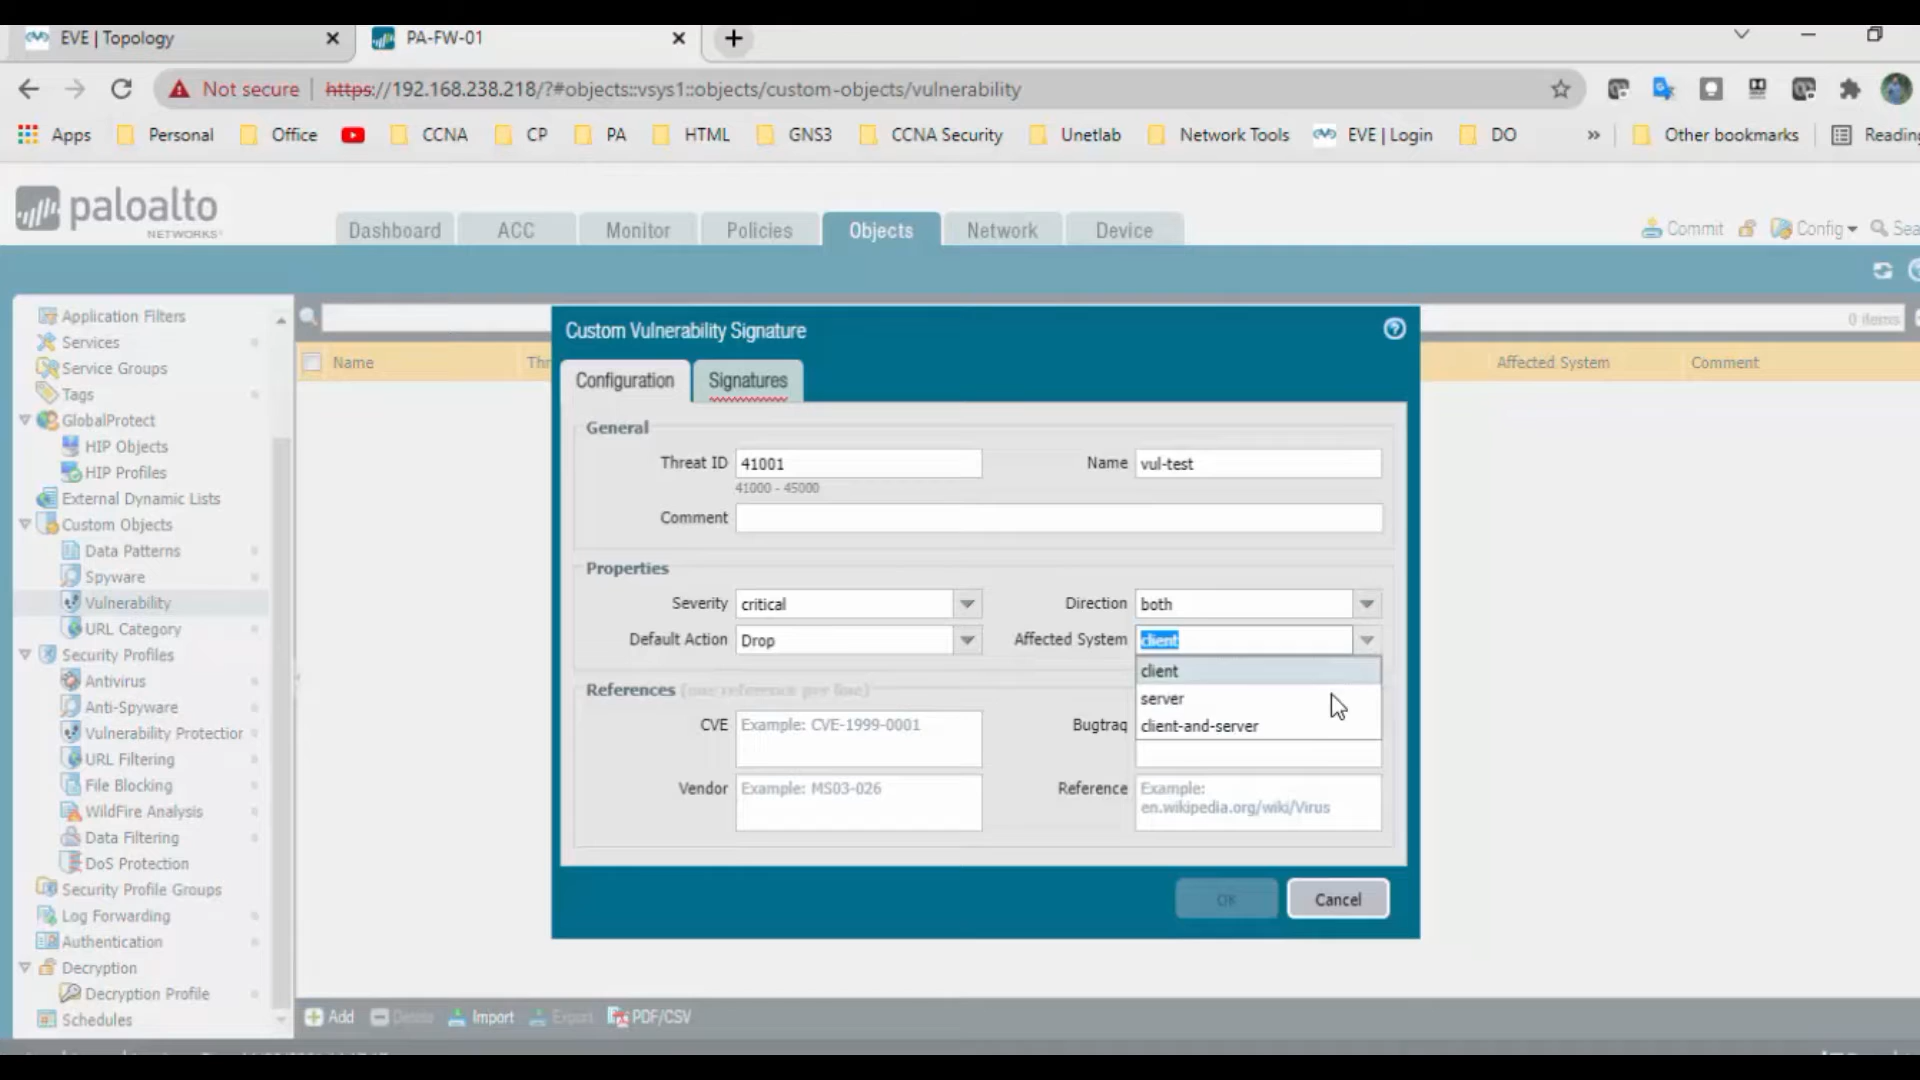 EVE | Topology
PA-FW-01
Not secure https://192.168.238.218/?#objects::vsys1::objects/custom-objects/vulnerability
Apps Personal Office CCNA CP PA HTML GNS3 CCNA Security Unetlab Network Tools EVE | Login DO » Other bookmarks Reading
paloalto
NETWORKS
Dashboard ACC Monitor Policies Objects Network Device
Commit Config Sea
Application Filters
Services
Service Groups
Tags
GlobalProtect
HIP Objects
HIP Profiles
External Dynamic Lists
Custom Objects
Data Patterns
Spyware
Vulnerability
URL Category
Security Profiles
Antivirus
Anti-Spyware
Vulnerability Protection
URL Filtering
File Blocking
WildFire Analysis
Data Filtering
DoS Protection
Security Profile Groups
Log Forwarding
Authentication
Decryption
Decryption Profile
Schedules
0 items
Name Thr Affected System Comment
Custom Vulnerability Signature
Configuration Signatures
General
Threat ID 41001 Name vul-test
41000 - 45000
Comment
Properties
Severity critical Direction both
Default Action Drop Affected System client
client
server
client-and-server
References (one reference per line)
CVE Example: CVE-1999-0001 Bugtraq
Vendor Example: MS03-026 Reference Example:
en.wikipedia.org/wiki/Virus
OK Cancel
Add Delete Import Export PDF/CSV